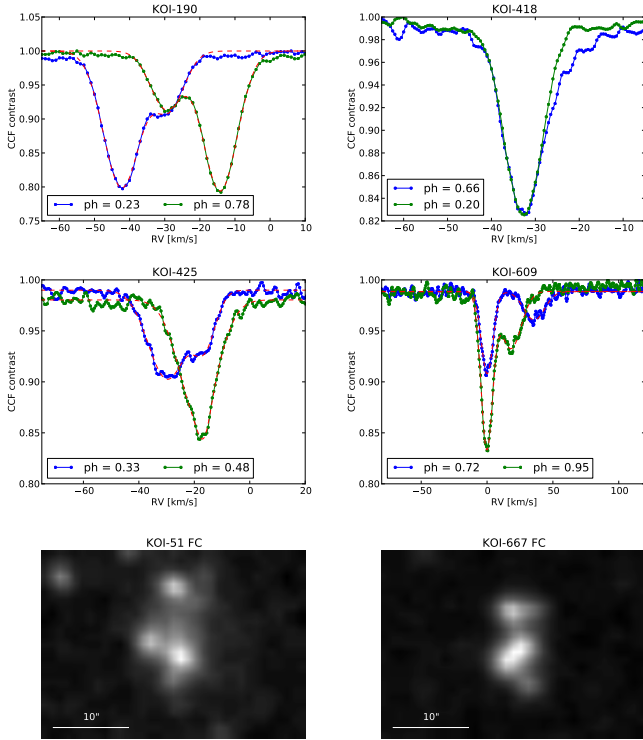 KOI-190
CCF contrast
1.05
1.00
0.95
0.90
0.85
0.80
0.75
ph = 0.23 ph = 0.78
−60 −50 −40 −30 −20 −10 0 10
RV [km/s]
KOI-418
CCF contrast
1.00
0.98
0.96
0.94
0.92
0.90
0.88
0.86
0.84
0.82
ph = 0.66
ph = 0.20
−60 −50 −40 −30 −20 −10
RV [km/s]
KOI-425
CCF contrast
1.00
0.95
0.90
0.85
0.80
ph = 0.33 ph = 0.48
−60 −40 −20 0 20
RV [km/s]
KOI-609
CCF contrast
1.00
0.95
0.90
0.85
0.80
ph = 0.72 ph = 0.95
−50 0 50 100
RV [km/s]
KOI-51 FC
10"
KOI-667 FC
10"